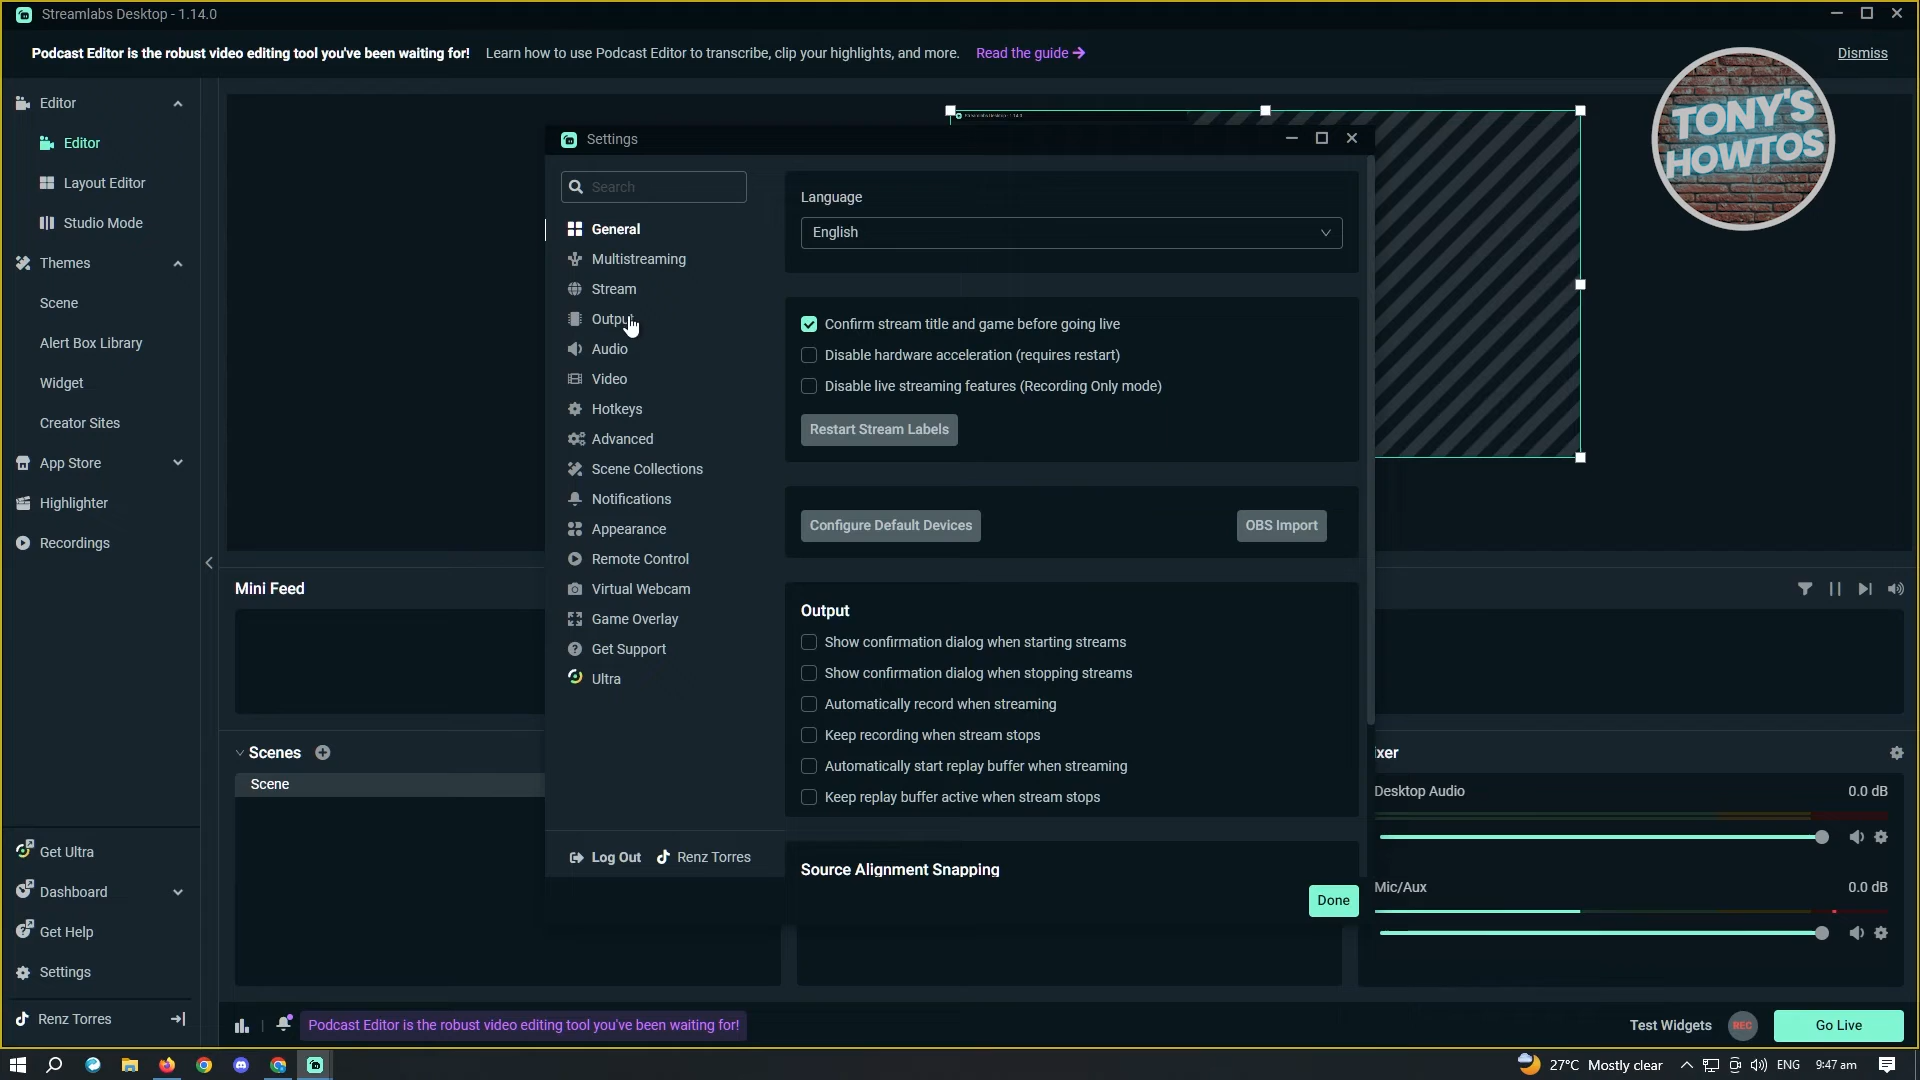 Streamlabs Desktop - 1.14.0
Podcast Editor is the robust video editing tool you've been waiting for! Learn how to use Podcast Editor to transcribe, clip your highlights, and more. Read the guide
Dismiss
TONY'S
HOWTOS
Editor
Editor
Layout Editor
Studio Mode
Themes
Scene
Alert Box Library
Widget
Creator Sites
App Store
Highlighter
Recordings
Get Ultra
Dashboard
Get Help
Settings
Renz Torres
Streamlabs Desktop - 1.14.0
Settings
Search
General
Multistreaming
Stream
Output
Audio
Video
Hotkeys
Advanced
Scene Collections
Notifications
Appearance
Remote Control
Virtual Webcam
Game Overlay
Get Support
Ultra
Log Out Renz Torres
Language
English
Confirm stream title and game before going live
Disable hardware acceleration (requires restart)
Disable live streaming features (Recording Only mode)
Restart Stream Labels
Configure Default Devices
OBS Import
Output
Show confirmation dialog when starting streams
Show confirmation dialog when stopping streams
Automatically record when streaming
Keep recording when stream stops
Automatically start replay buffer when streaming
Keep replay buffer active when stream stops
Source Alignment Snapping
Done
Mini Feed
Scenes
Scene
xer
Desktop Audio 0.0 dB
Mic/Aux 0.0 dB
Podcast Editor is the robust video editing tool you've been waiting for!
Test Widgets
REC
Go Live
27°C Mostly clear
ENG
9:47 am